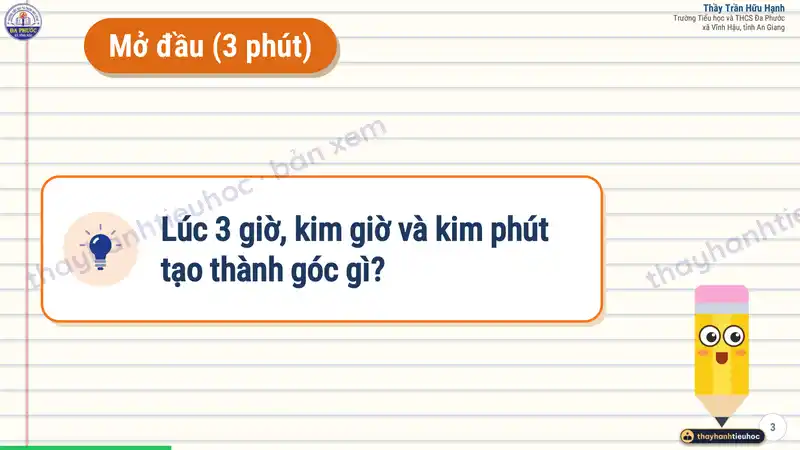 Thầy Trần Hữu Hạnh
Trường Tiểu học và THCS Đa Phước
xã Vĩnh Hậu, tỉnh An Giang
ĐA PHƯỚC
Mở đầu (3 phút)
thayhanhtieuhoc · bản xem
Lúc 3 giờ, kim giờ và kim phút
tạo thành góc gì?
thayhanhtie
thayhanhtieuhoc
3